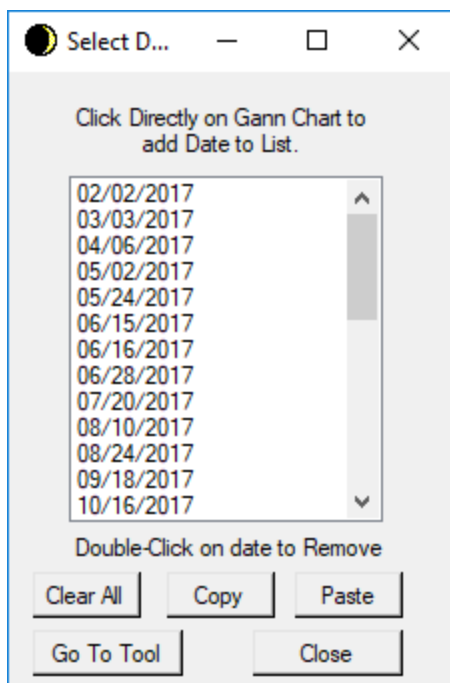 Select D...
Click Directly on Gann Chart to
add Date to List.
02/02/2017
03/03/2017
04/06/2017
05/02/2017
05/24/2017
06/15/2017
06/16/2017
06/28/2017
07/20/2017
08/10/2017
08/24/2017
09/18/2017
10/16/2017
Double-Click on date to Remove
Clear All Copy Paste
Go To Tool Close